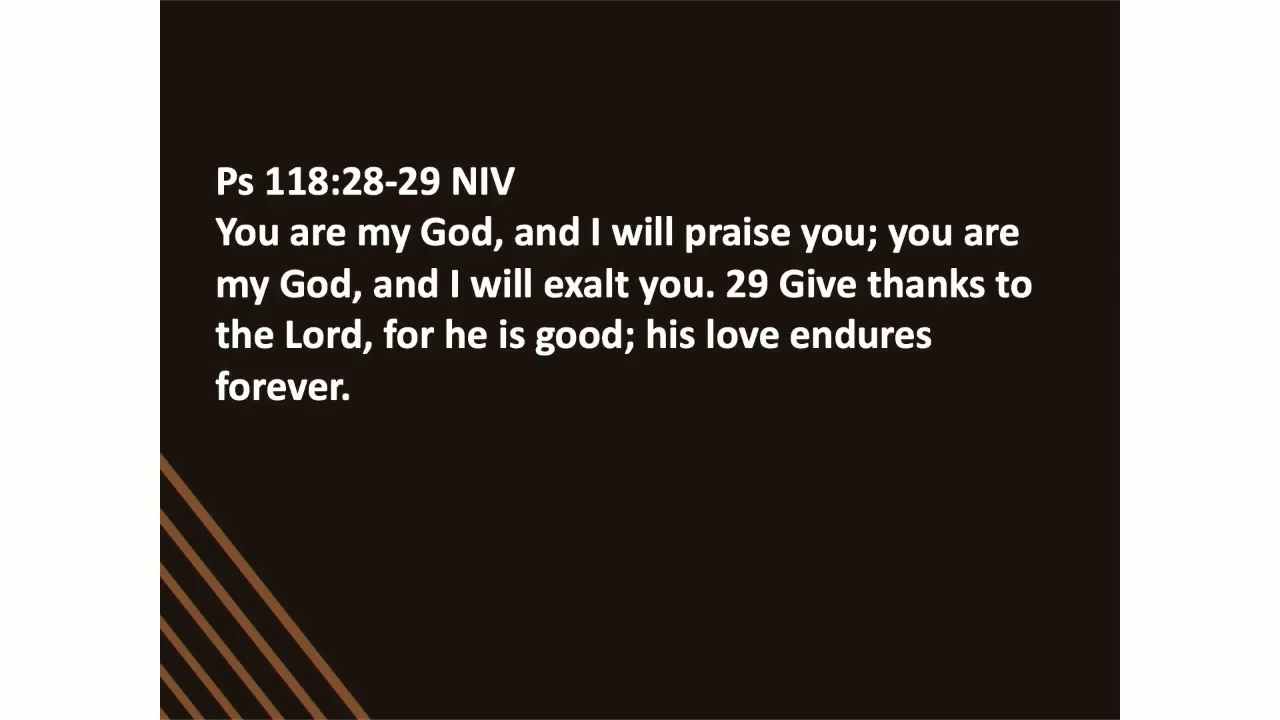 Ps 118:28-29 NIV
You are my God, and I will praise you; you are
my God, and I will exalt you. 29 Give thanks to
the Lord, for he is good; his love endures
forever.